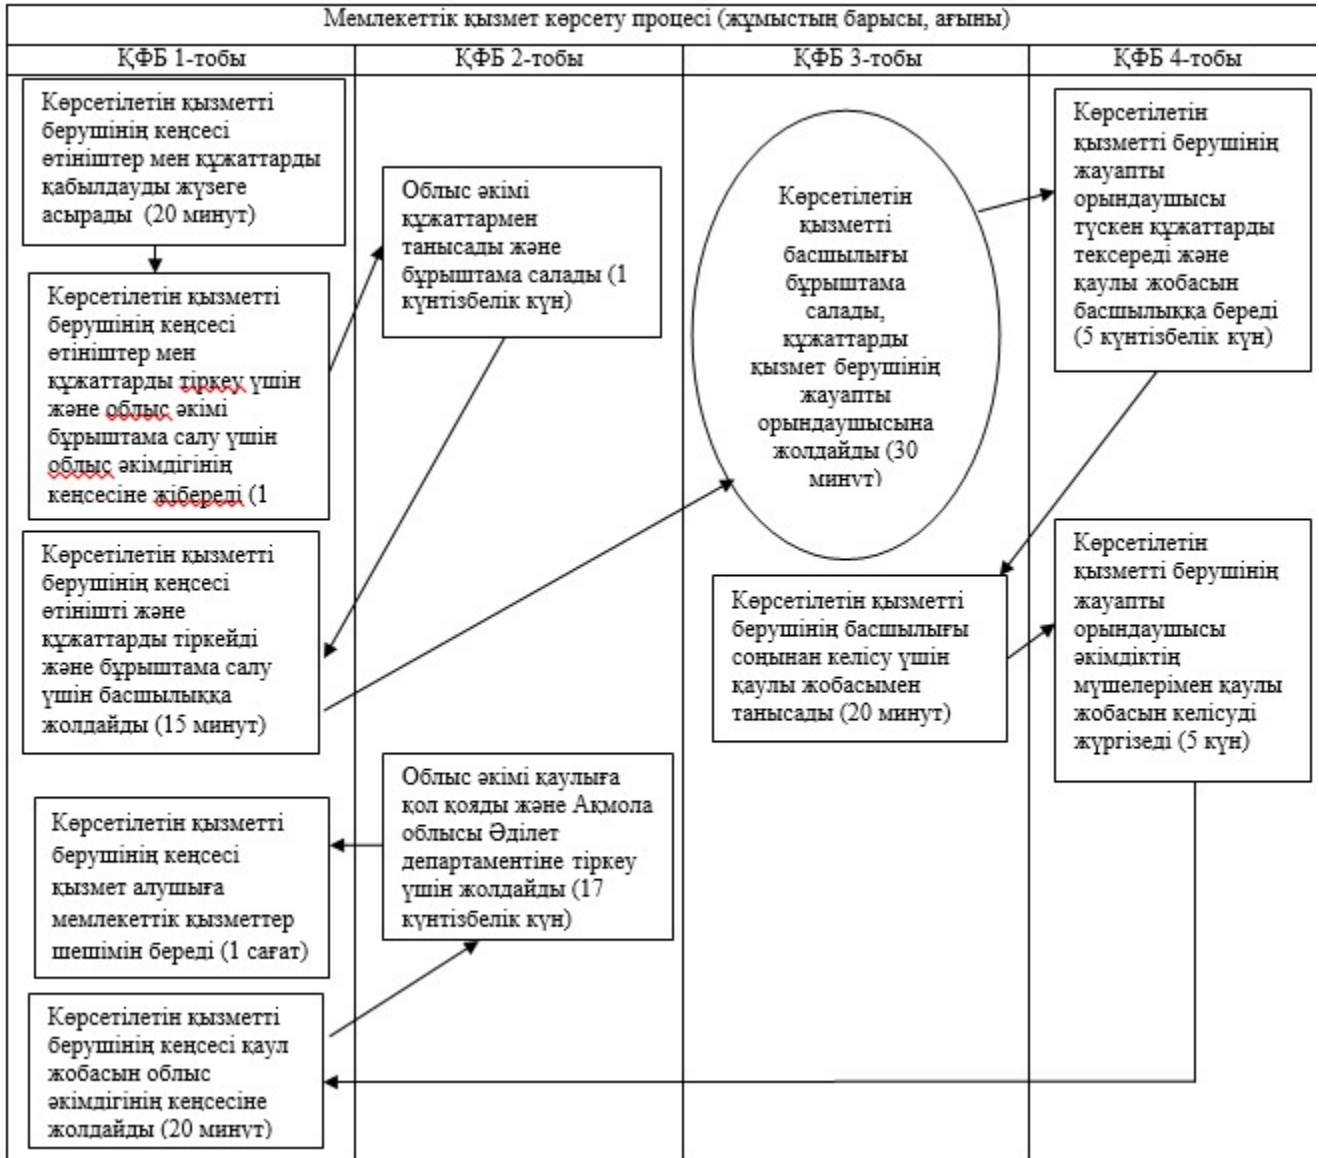 Мемлекеттік қызмет көрсету процесі (жұмыстың барысы, ағыны)
ҚФБ 1-тобы
ҚФБ 2-тобы
ҚФБ 3-тобы
ҚФБ 4-тобы
Көрсетілетін қызметті
берушінің кеңсесі
өтініштер мен құжаттарды
қабылдауды жүзеге
асырады (20 минут)
Көрсетілетін қызметті
берушінің кеңсесі
өтініштер мен
құжаттарды тіркеу үшін
және облыс әкімі
бұрыштама салу үшін
облыс әкімдігінің
кеңсесіне жібереді (1
Көрсетілетін қызметті
берушінің кеңсесі
өтінішті және
құжаттарды тіркейді
және бұрыштама салу
үшін басшылыққа
жолдайды (15 минут)
Көрсетілетін қызметті
берушінің кеңсесі
қызмет алушыға
мемлекеттік қызметтер
шешімін береді (1 сағат)
Көрсетілетін қызметті
берушінің кеңсесі қаул
жобасын облыс
әкімдігінің кеңсесіне
жолдайды (20 минут)
Облыс әкімі
құжаттармен
танысады және
бұрыштама салады (1
күнтізбелік күн)
Облыс әкімі қаулыға
қол қояды және Ақмола
облысы Әділет
департаментіне тіркеу
үшін жолдайды (17
күнтізбелік күн)
Көрсетілетін
қызметті
басшылығы
бұрыштама
салады,
құжаттарды
қызмет берушінің
жауапты
орындаушысына
жолдайды (30
минут)
Көрсетілетін қызметті
берушінің басшылығы
соңынан келісу үшін
қаулы жобасымен
танысады (20 минут)
Көрсетілетін
қызметті берушінің
жауапты
орындаушысы
түскен құжаттарды
тексереді және
қаулы жобасын
басшылыққа береді
(5 күнтізбелік күн)
Көрсетілетін
қызметті берушінің
жауапты
орындаушысы
әкімдіктің
мүшелерімен қаулы
жобасын келісуді
жүргізеді (5 күн)